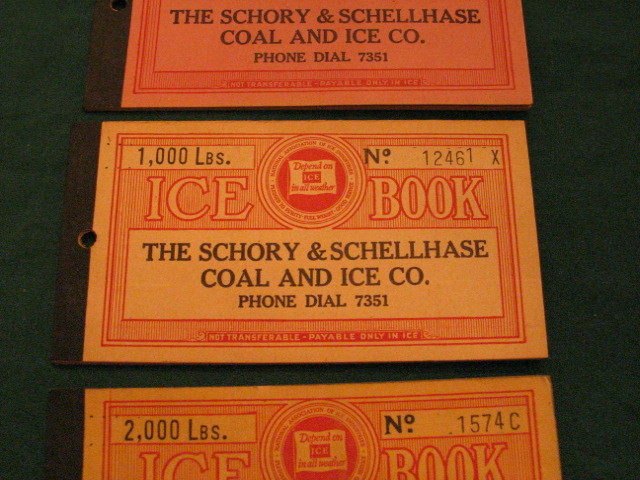 THE SCHORY & SCHELLHASE
COAL AND ICE CO.
PHONE DIAL 7351
NOT TRANSFERABLE - PAYABLE ONLY IN ICE
1,000 LBS.
Nº 12461 X
Depend on
ICE
in all weather
ICE BOOK
THE SCHORY & SCHELLHASE
COAL AND ICE CO.
PHONE DIAL 7351
NOT TRANSFERABLE - PAYABLE ONLY IN ICE
2,000 LBS.
Nº 1574 C
Depend on
ICE
in all weather
ICE BOOK